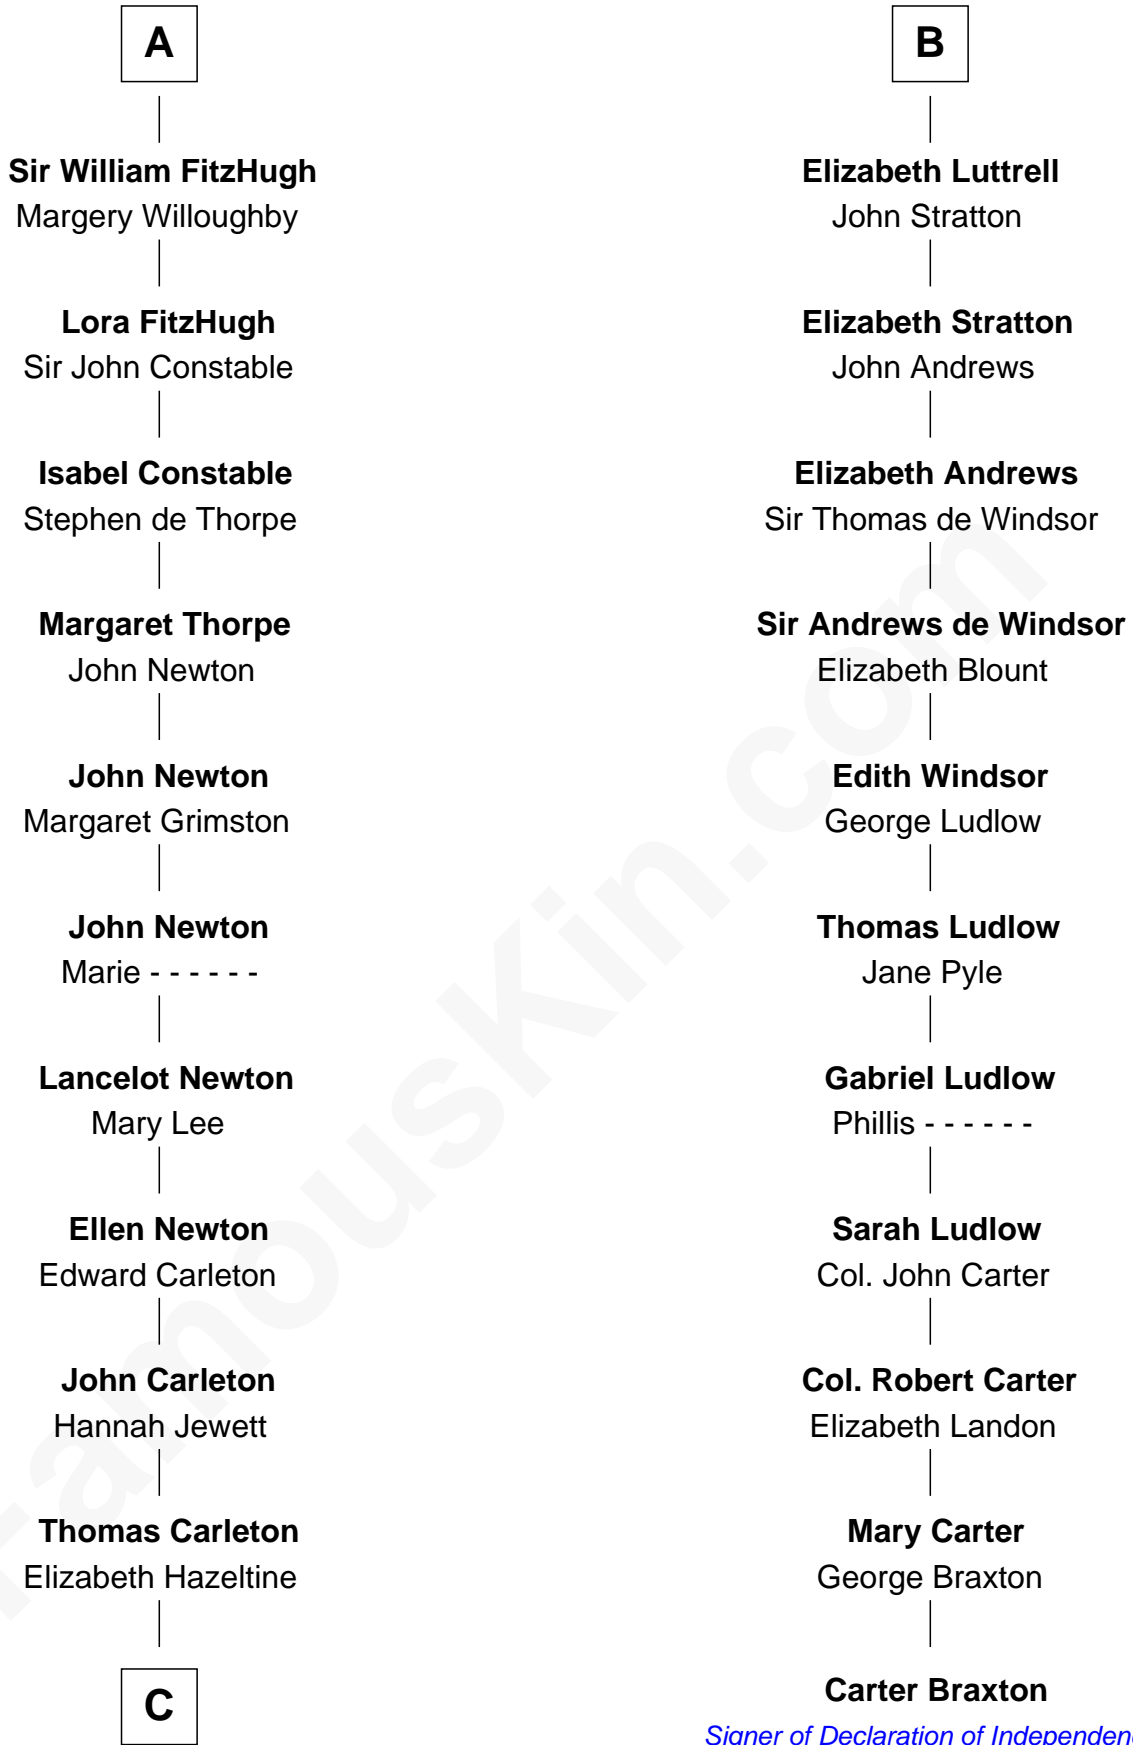 A
Sir William FitzHugh
Margery Willoughby
Lora FitzHugh
Sir John Constable
Isabel Constable
Stephen de Thorpe
Margaret Thorpe
John Newton
John Newton
Margaret Grimston
John Newton
Marie - - - - - -
Lancelot Newton
Mary Lee
Ellen Newton
Edward Carleton
John Carleton
Hannah Jewett
Thomas Carleton
Elizabeth Hazeltine
C
B
Elizabeth Luttrell
John Stratton
Elizabeth Stratton
John Andrews
Elizabeth Andrews
Sir Thomas de Windsor
Sir Andrews de Windsor
Elizabeth Blount
Edith Windsor
George Ludlow
Thomas Ludlow
Jane Pyle
Gabriel Ludlow
Phillis - - - - - -
Sarah Ludlow
Col. John Carter
Col. Robert Carter
Elizabeth Landon
Mary Carter
George Braxton
Carter Braxton
Signer of Declaration of Independen
FamousKin.com